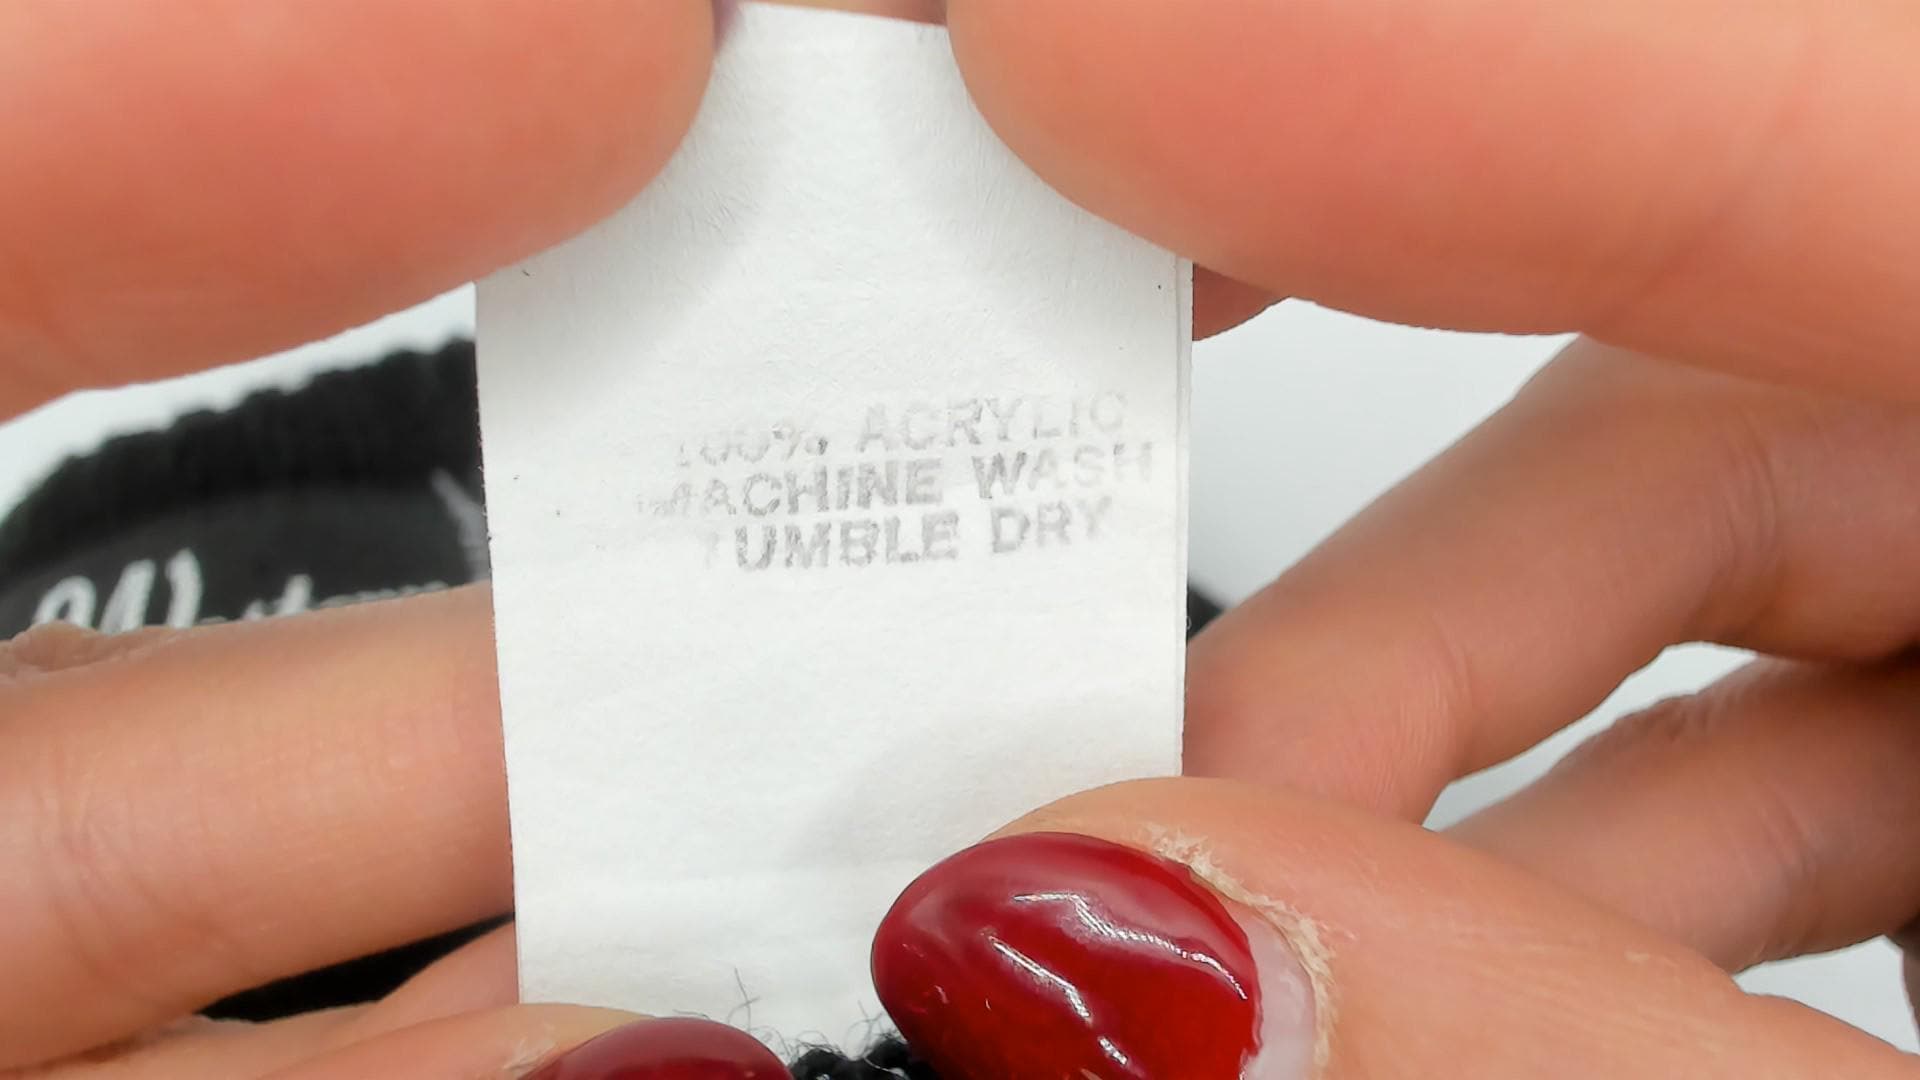 100% ACRYLIC
MACHINE WASH
TUMBLE DRY